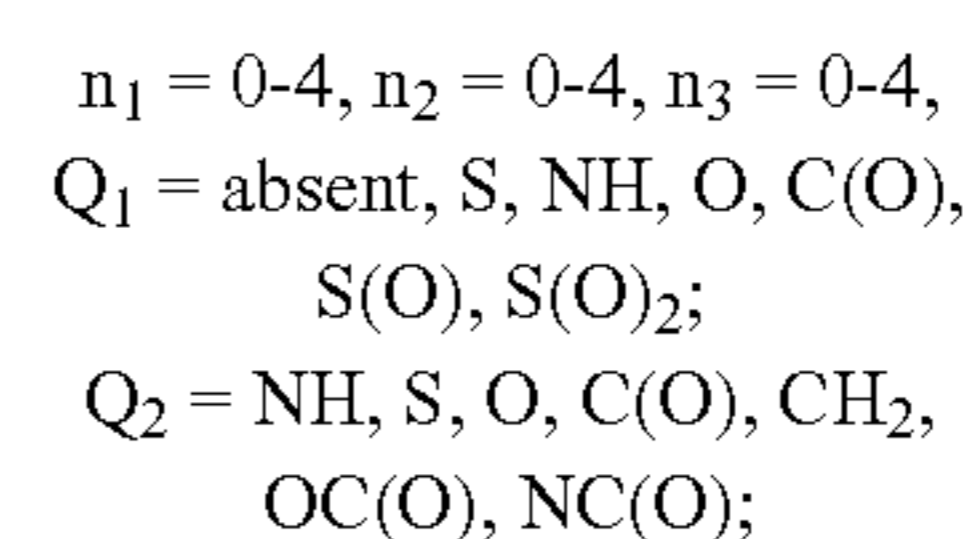 n₁ = 0-4, n₂ = 0-4, n₃ = 0-4,
Q₁ = absent, S, NH, O, C(O),
S(O), S(O)₂;
Q₂ = NH, S, O, C(O), CH₂,
OC(O), NC(O);